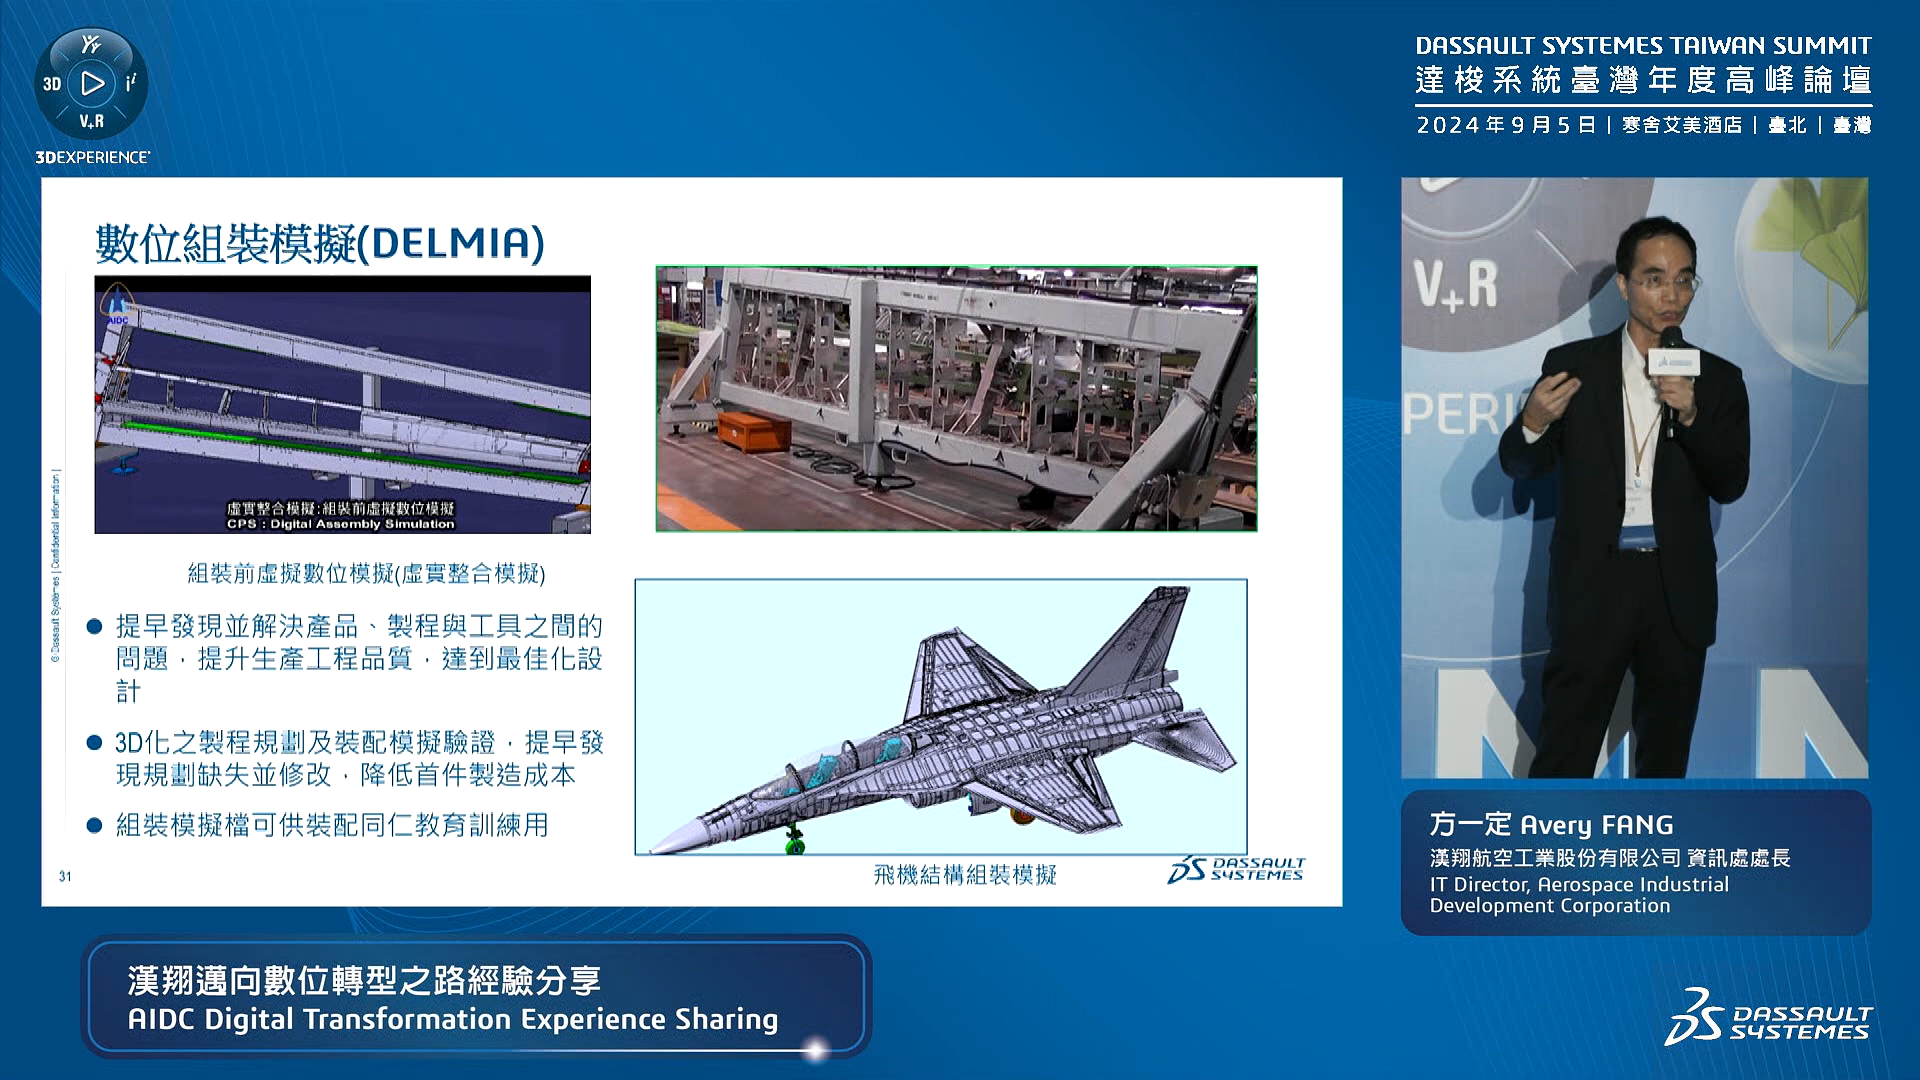 3D
i
V+R
3DEXPERIENCE
DASSAULT SYSTEMES TAIWAN SUMMIT
達梭系統臺灣年度高峰論壇
2024年9月5日 | 寒舍艾美酒店 | 臺北 | 臺灣
數位組裝模擬(DELMIA)
AIDC
虛實整合模擬:組裝前虛擬數位模擬
CPS : Digital Assembly Simulation
組裝前虛擬數位模擬(虛實整合模擬)
● 提早發現並解決產品、製程與工具之間的
問題，提升生產工程品質，達到最佳化設
計
● 3D化之製程規劃及裝配模擬驗證，提早發
現規劃缺失並修改，降低首件製造成本
● 組裝模擬檔可供裝配同仁教育訓練用
飛機結構組裝模擬
DASSAULT
SYSTEMES
31
© Dassault Systèmes | Confidential Information |
V+R
PERI
方一定 Avery FANG
漢翔航空工業股份有限公司 資訊處處長
IT Director, Aerospace Industrial
Development Corporation
漢翔邁向數位轉型之路經驗分享
AIDC Digital Transformation Experience Sharing
DASSAULT
SYSTEMES